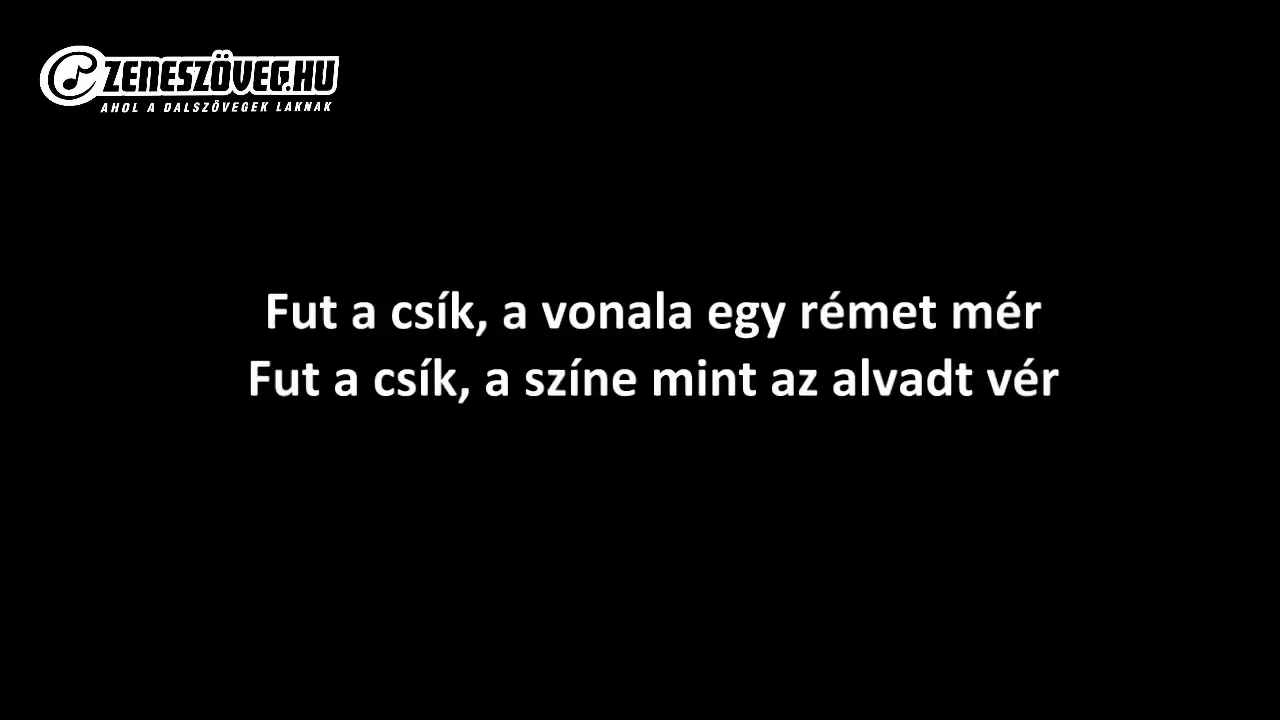 ZENESZÖVEG.HU
AHOL A DALSZÖVEGEK LAKNAK
Fut a csík, a vonala egy rémet mér
Fut a csík, a színe mint az alvadt vér